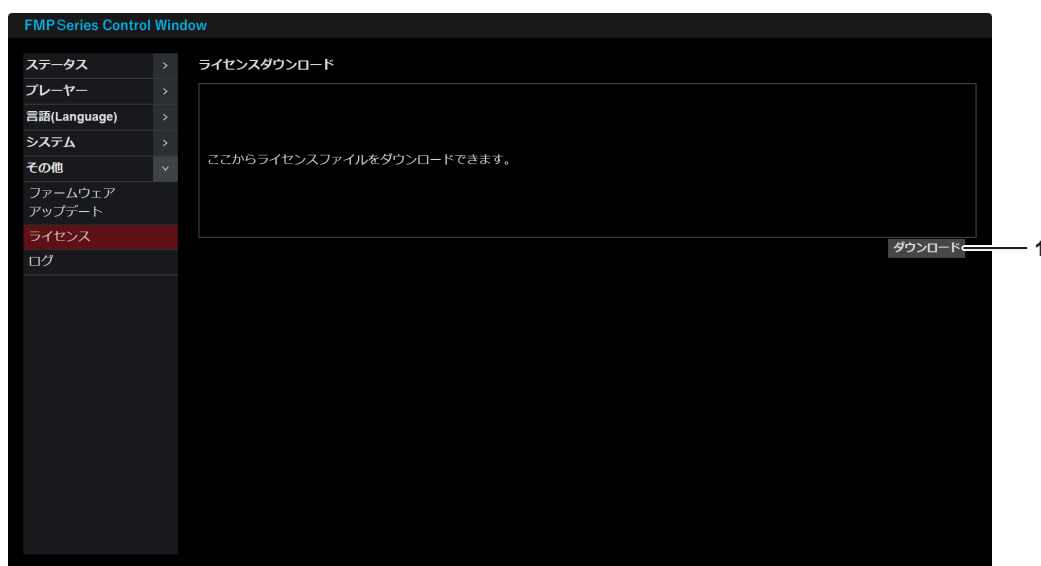 FMP Series Control Window
ステータス
プレーヤー
言語(Language)
システム
その他
ファームウェア
アップデート
ライセンス
ログ
ライセンスダウンロード
ここからライセンスファイルをダウンロードできます。
ダウンロード
1